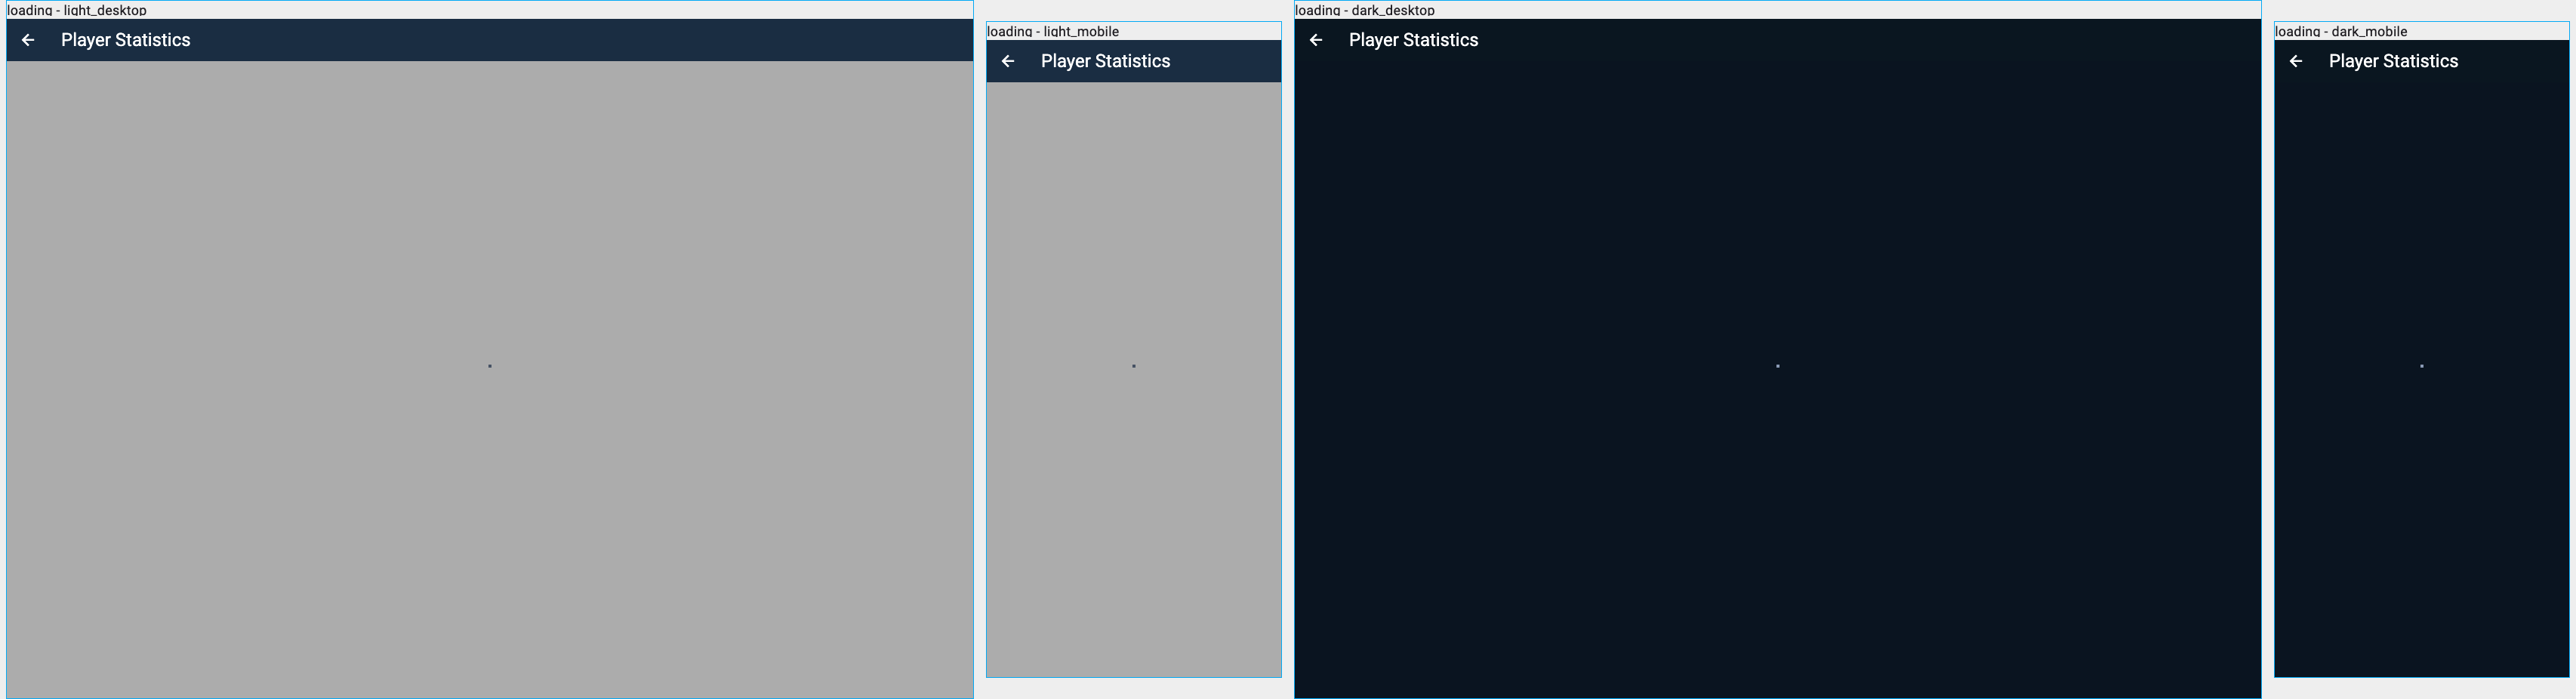 loading - light_desktop
Player Statistics
loading - light_mobile
Player Statistics
loading - dark_desktop
Player Statistics
loading - dark_mobile
Player Statistics